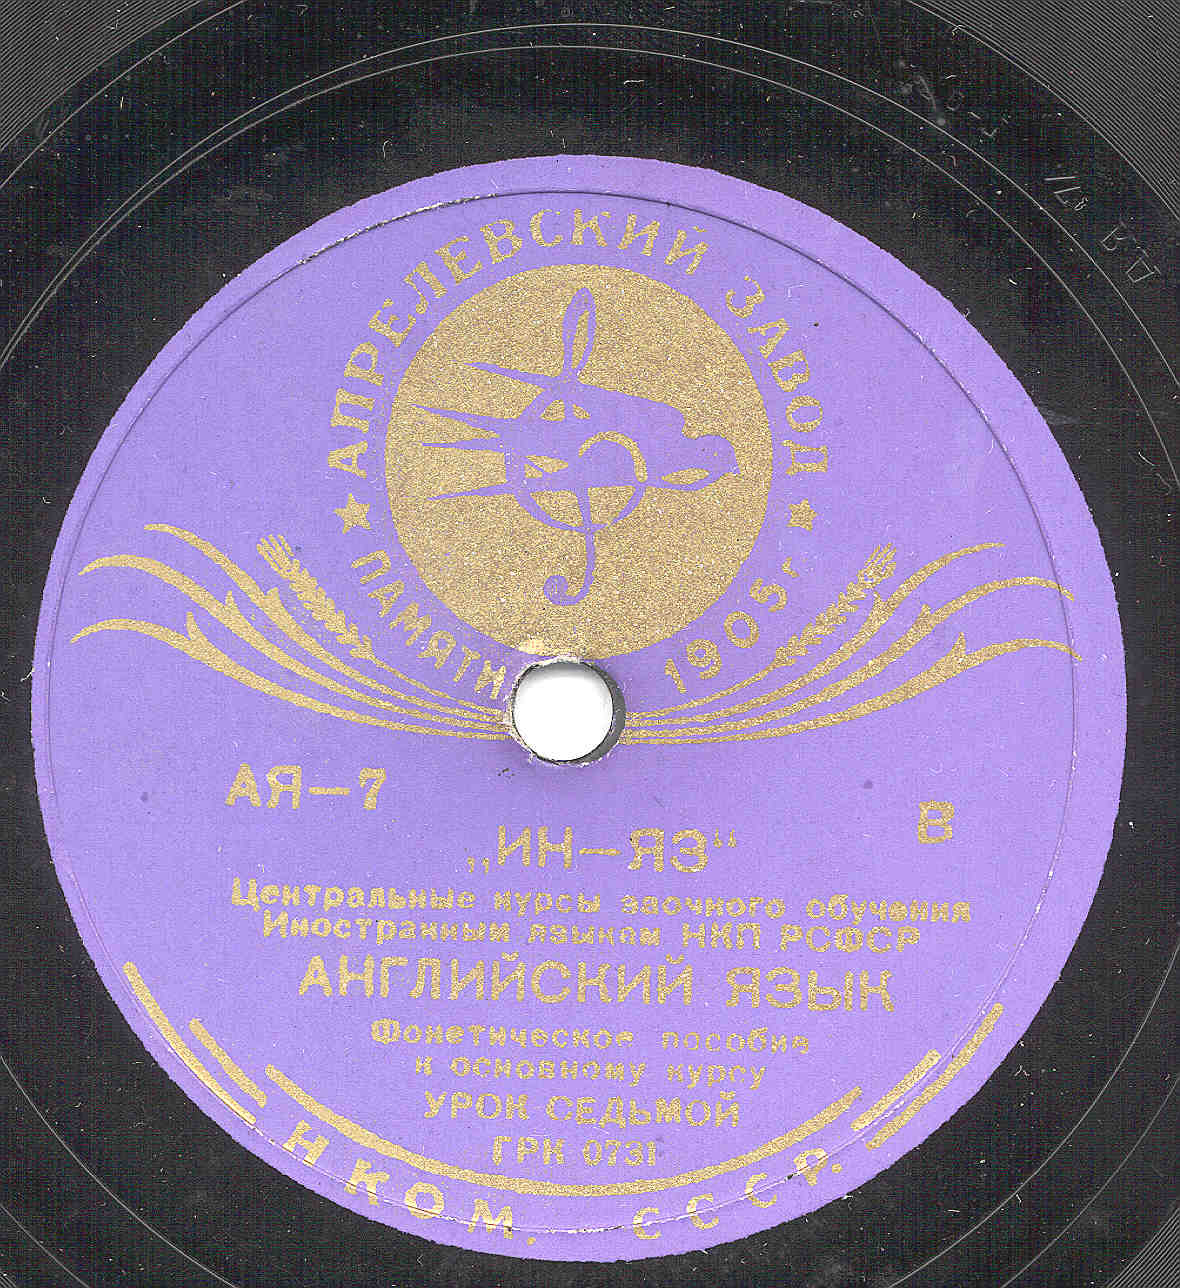 АПРЕЛЕВСКИЙ ЗАВОД
ПАМЯТИ 1905 г.
АЯ—7
В
„ИН—ЯЗ“
Центральные курсы заочного обучения
Иностранным языкам НКП РСФСР
АНГЛИЙСКИЙ ЯЗЫК
Фонетическое пособие
к основному курсу
УРОК СЕДЬМОЙ
ГРК 0731
НКОМ. СССР.